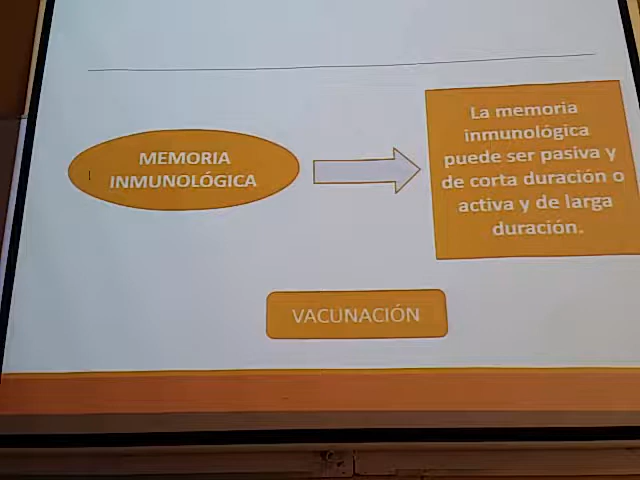 MEMORIA
INMUNOLÓGICA
La memoria
inmunológica
puede ser pasiva y
de corta duración o
activa y de larga
duración.
VACUNACIÓN